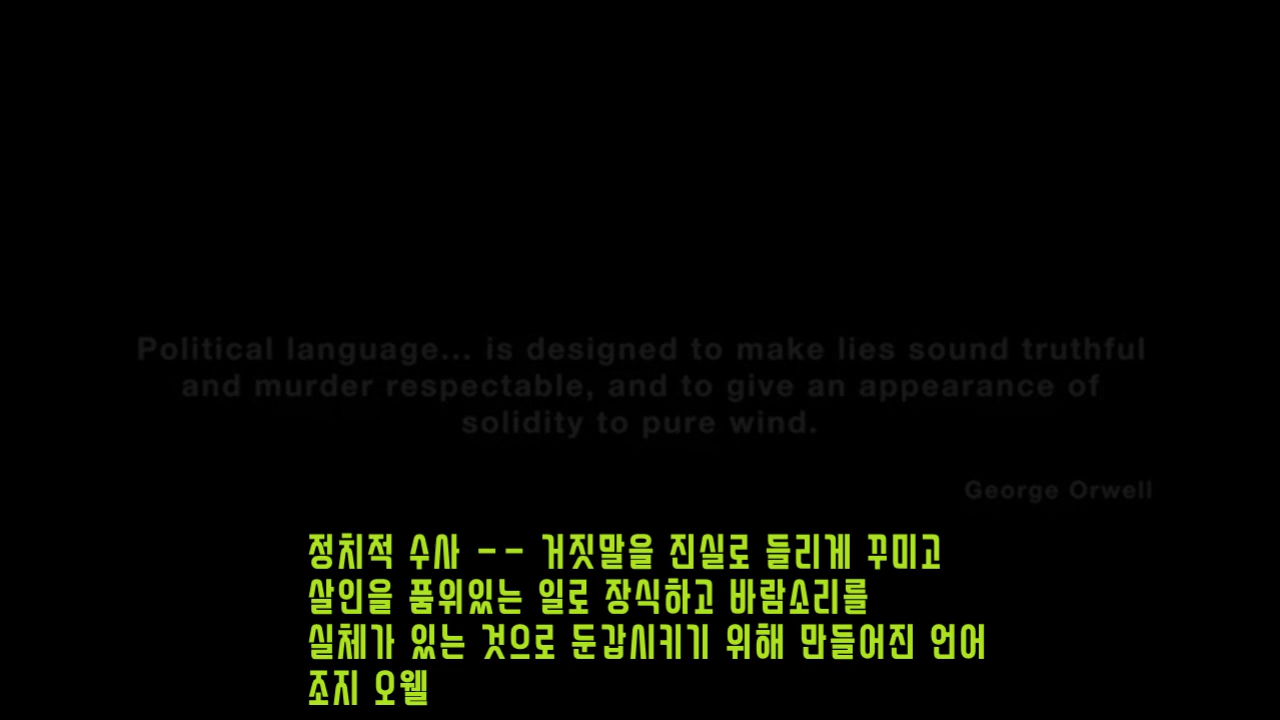 Political language... is designed to make lies sound truthful
and murder respectable, and to give an appearance of
solidity to pure wind.
George Orwell
정치적 수사 -- 거짓말을 진실로 들리게 꾸미고
살인을 품위있는 일로 장식하고 바람소리를
실체가 있는 것으로 둔갑시키기 위해 만들어진 언어
조지 오웰